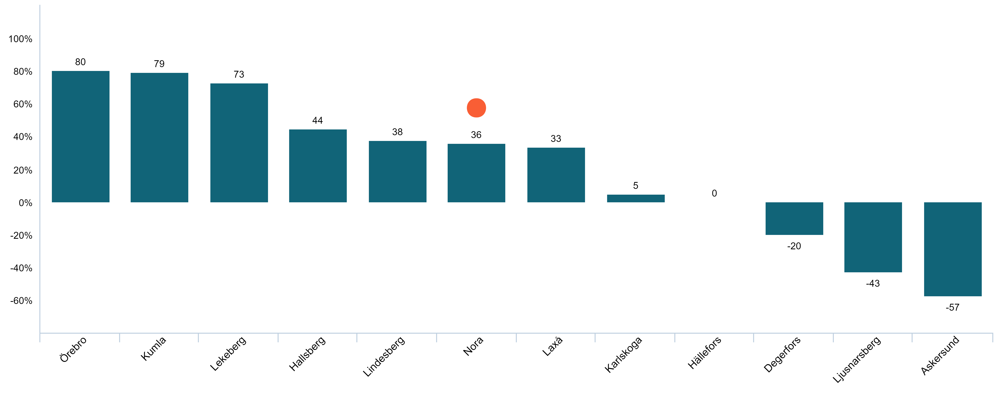 100%
80%
60%
40%
20%
0%
-20%
-40%
-60%
80
79
73
44
38
36
33
5
0
-20
-43
-57
Örebro
Kumla
Lekeberg
Hallsberg
Lindesberg
Nora
Laxå
Karlskoga
Hällefors
Degerfors
Ljusnarsberg
Askersund